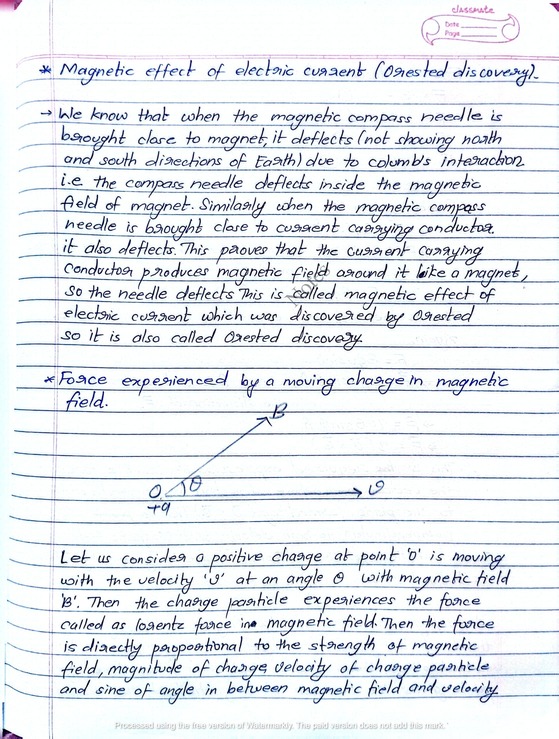 classmate
Date
Page
* Magnetic effect of electric current (Orested discovery).
→ We know that when the magnetic compass needle is
brought close to magnet, it deflects (not showing north
and south directions of Earth) due to columb's interaction
i.e the compass needle deflects inside the magnetic
field of magnet. Similarly when the magnetic compass
needle is brought close to current carrying conductor.
it also deflects. This proves that the current carrying
conductor produces magnetic field around it like a magnet,
so the needle deflects This is called magnetic effect of
electric current which was discovered by Orested
so it is also called Orested discovery.
* Force experienced by a moving charge in magnetic
field.
B
O θ v
+q
Let us consider a positive charge at point 'O' is moving
with the velocity 'v' at an angle θ with magnetic field
'B'. Then the charge particle experiences the force
called as lorentz force in magnetic field. Then the force
is directly propotional to the strength of magnetic
field, magnitude of charge, velocity of charge particle
and sine of angle in between magnetic field and velocity
Processed using the free version of Watermarkly. The paid version does not add this mark.